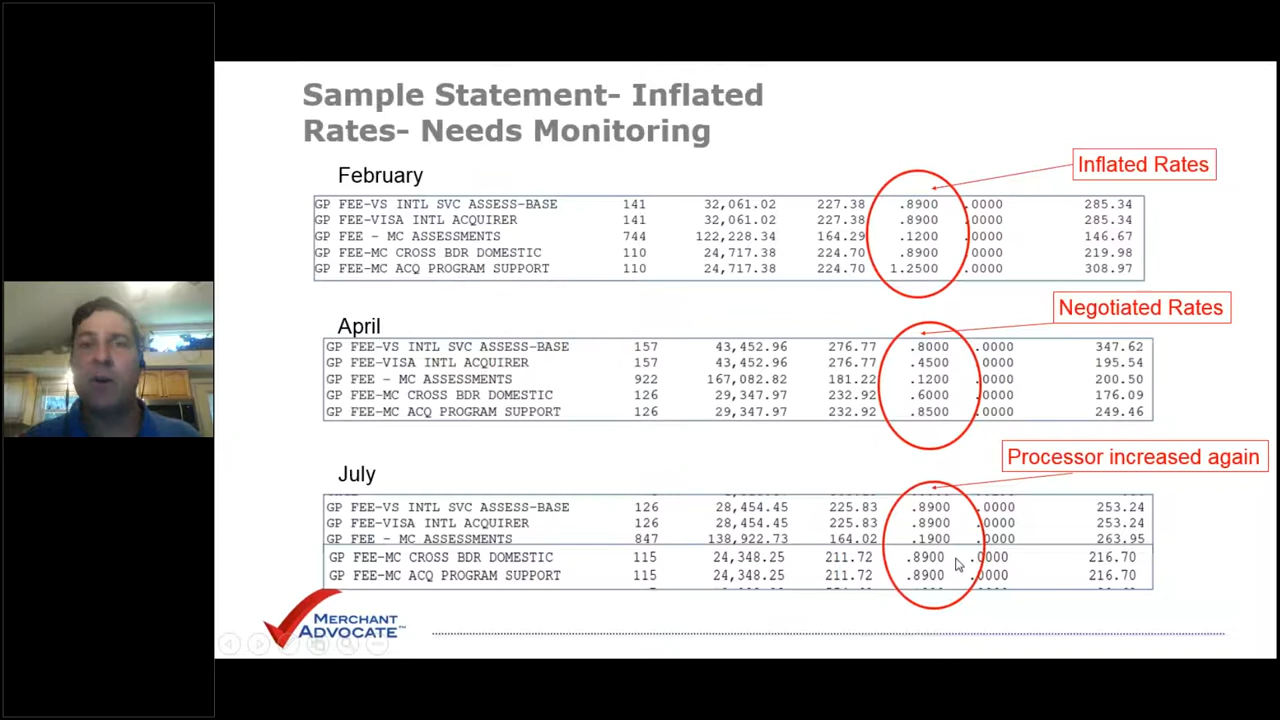 Sample Statement- Inflated
Rates- Needs Monitoring
Inflated Rates
February
GP FEE-VS INTL SVC ASSESS-BASE 141 32,061.02 227.38 .8900 .0000 285.34
GP FEE-VISA INTL ACQUIRER 141 32,061.02 227.38 .8900 .0000 285.34
GP FEE - MC ASSESSMENTS 744 122,228.34 164.29 .1200 .0000 146.67
GP FEE-MC CROSS BDR DOMESTIC 110 24,717.38 224.70 .8900 .0000 219.98
GP FEE-MC ACQ PROGRAM SUPPORT 110 24,717.38 224.70 1.2500 .0000 308.97
Negotiated Rates
April
GP FEE-VS INTL SVC ASSESS-BASE 157 43,452.96 276.77 .8000 .0000 347.62
GP FEE-VISA INTL ACQUIRER 157 43,452.96 276.77 .4500 .0000 195.54
GP FEE - MC ASSESSMENTS 922 167,082.82 181.22 .1200 .0000 200.50
GP FEE-MC CROSS BDR DOMESTIC 126 29,347.97 232.92 .6000 .0000 176.09
GP FEE-MC ACQ PROGRAM SUPPORT 126 29,347.97 232.92 .8500 .0000 249.46
Processor increased again
July
GP FEE-VS INTL SVC ASSESS-BASE 126 28,454.45 225.83 .8900 .0000 253.24
GP FEE-VISA INTL ACQUIRER 126 28,454.45 225.83 .8900 .0000 253.24
GP FEE - MC ASSESSMENTS 847 138,922.73 164.02 .1900 .0000 263.95
GP FEE-MC CROSS BDR DOMESTIC 115 24,348.25 211.72 .8900 .0000 216.70
GP FEE-MC ACQ PROGRAM SUPPORT 115 24,348.25 211.72 .8900 .0000 216.70
MERCHANT
ADVOCATE™